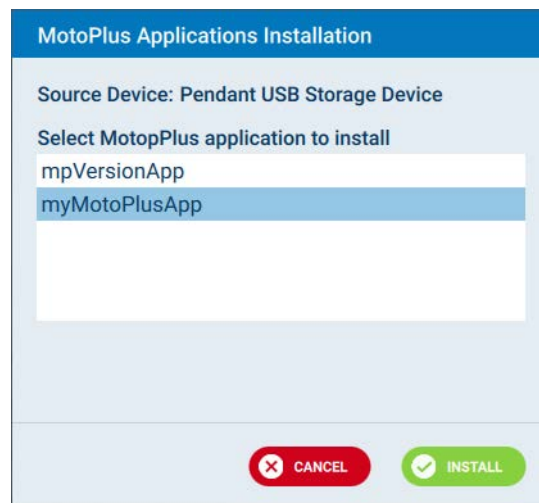 MotoPlus Applications Installation
Source Device: Pendant USB Storage Device
Select MotopPlus application to install
mpVersionApp
myMotoPlusApp
CANCEL
INSTALL